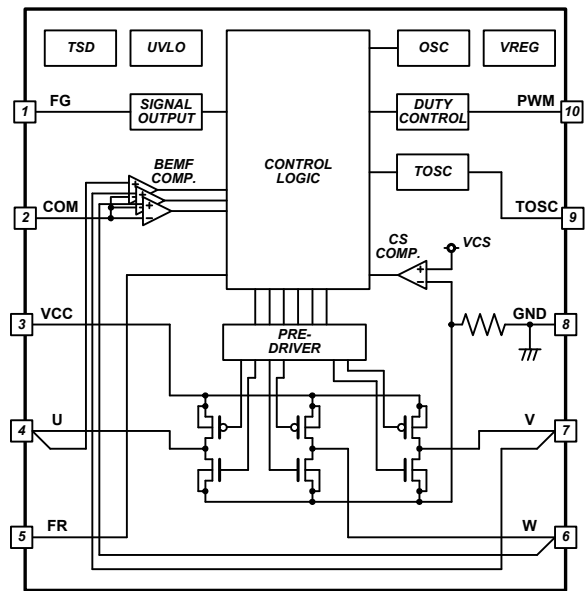 TSD
UVLO
OSC
VREG
1
FG
SIGNAL
OUTPUT
DUTY
CONTROL
PWM
10
BEMF
COMP.
CONTROL
LOGIC
TOSC
2
COM
TOSC
9
CS
COMP.
VCS
3
VCC
GND
8
PRE-
DRIVER
4
U
V
7
5
FR
W
6